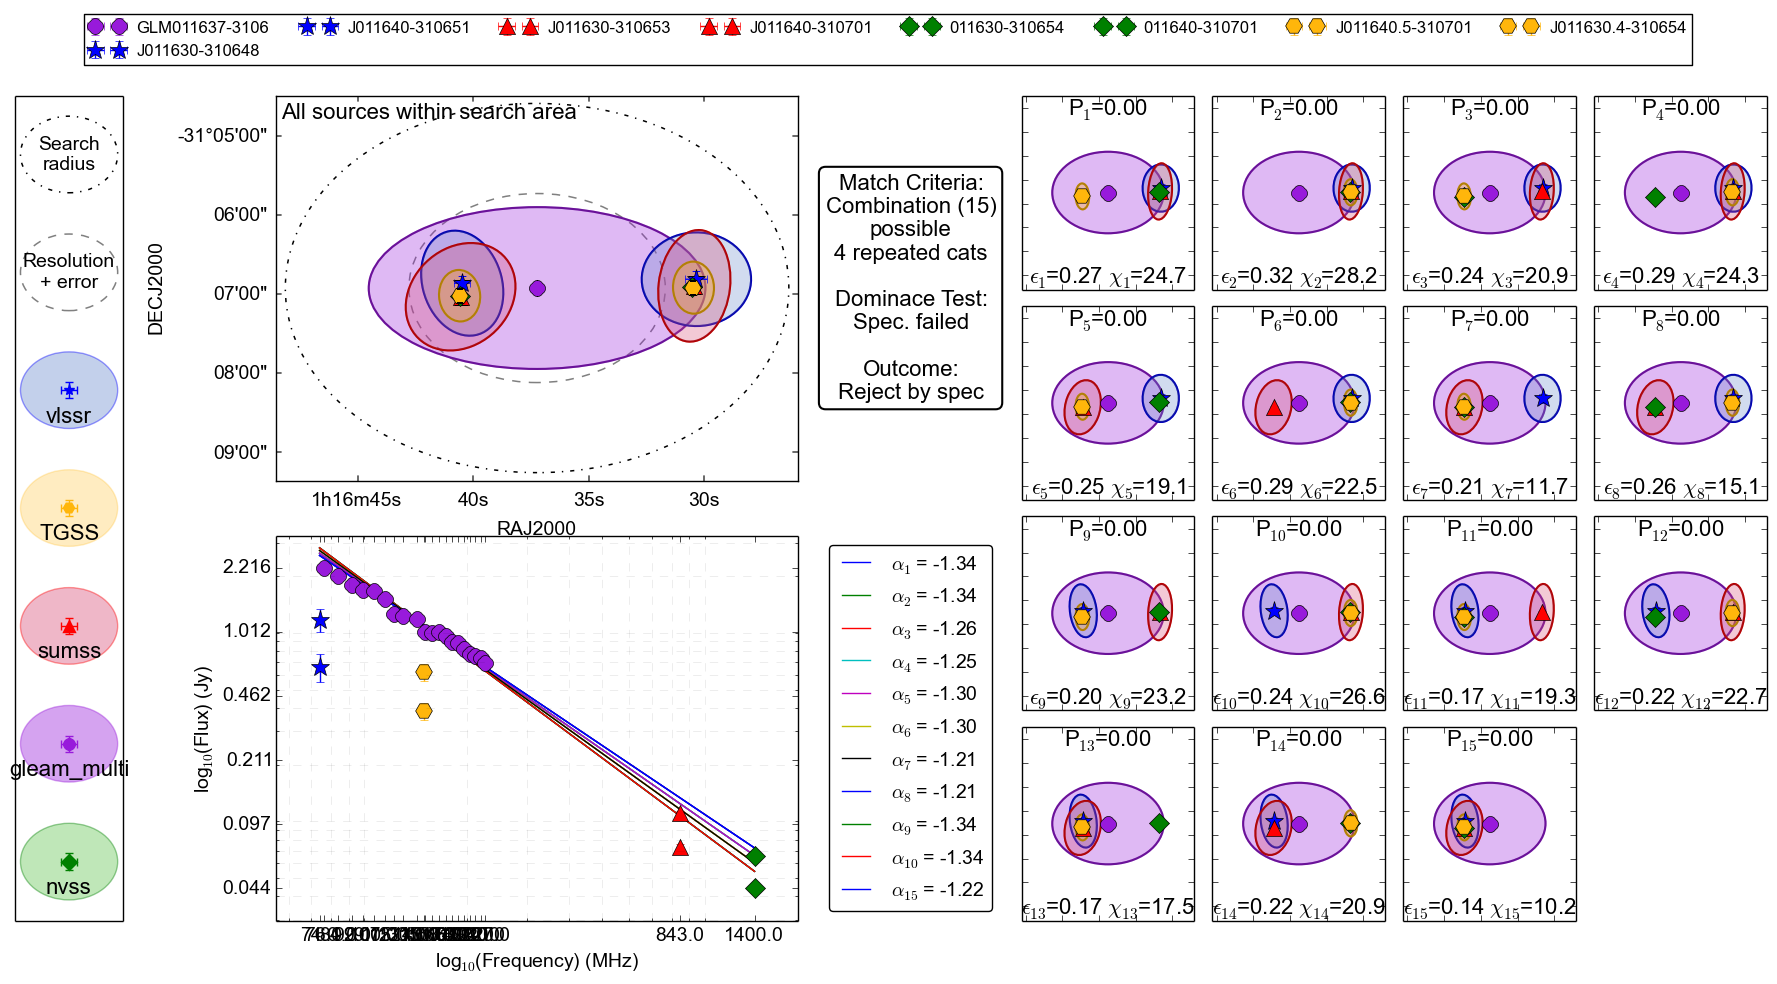 GLM011637-3106 J011640-310651 J011630-310653 J011640-310701 011630-310654 011640-310701 J011640.5-310701 J011630.4-310654
J011630-310648
Search
radius
Resolution
+ error
vlssr
TGSS
sumss
gleam_multi
nvss
All sources within search area
DECJ2000
-31°05'00"
06'00"
07'00"
08'00"
09'00"
1h16m45s 40s 35s 30s
RAJ2000
Match Criteria:
Combination (15)
possible
4 repeated cats
Dominace Test:
Spec. failed
Outcome:
Reject by spec
log10(Flux) (Jy)
2.216
1.012
0.462
0.211
0.097
0.044
843.0 1400.0
log10(Frequency) (MHz)
α1 = -1.34
α2 = -1.34
α3 = -1.26
α4 = -1.25
α5 = -1.30
α6 = -1.30
α7 = -1.21
α8 = -1.21
α9 = -1.34
α10 = -1.34
α15 = -1.22
P1=0.00 P2=0.00 P3=0.00 P4=0.00
ϵ1=0.27 χ1=24.7 ϵ2=0.32 χ2=28.2 ϵ3=0.24 χ3=20.9 ϵ4=0.29 χ4=24.3
P5=0.00 P6=0.00 P7=0.00 P8=0.00
ϵ5=0.25 χ5=19.1 ϵ6=0.29 χ6=22.5 ϵ7=0.21 χ7=11.7 ϵ8=0.26 χ8=15.1
P9=0.00 P10=0.00 P11=0.00 P12=0.00
ϵ9=0.20 χ9=23.2 ϵ10=0.24 χ10=26.6 ϵ11=0.17 χ11=19.3 ϵ12=0.22 χ12=22.7
P13=0.00 P14=0.00 P15=0.00
ϵ13=0.17 χ13=17.5 ϵ14=0.22 χ14=20.9 ϵ15=0.14 χ15=10.2